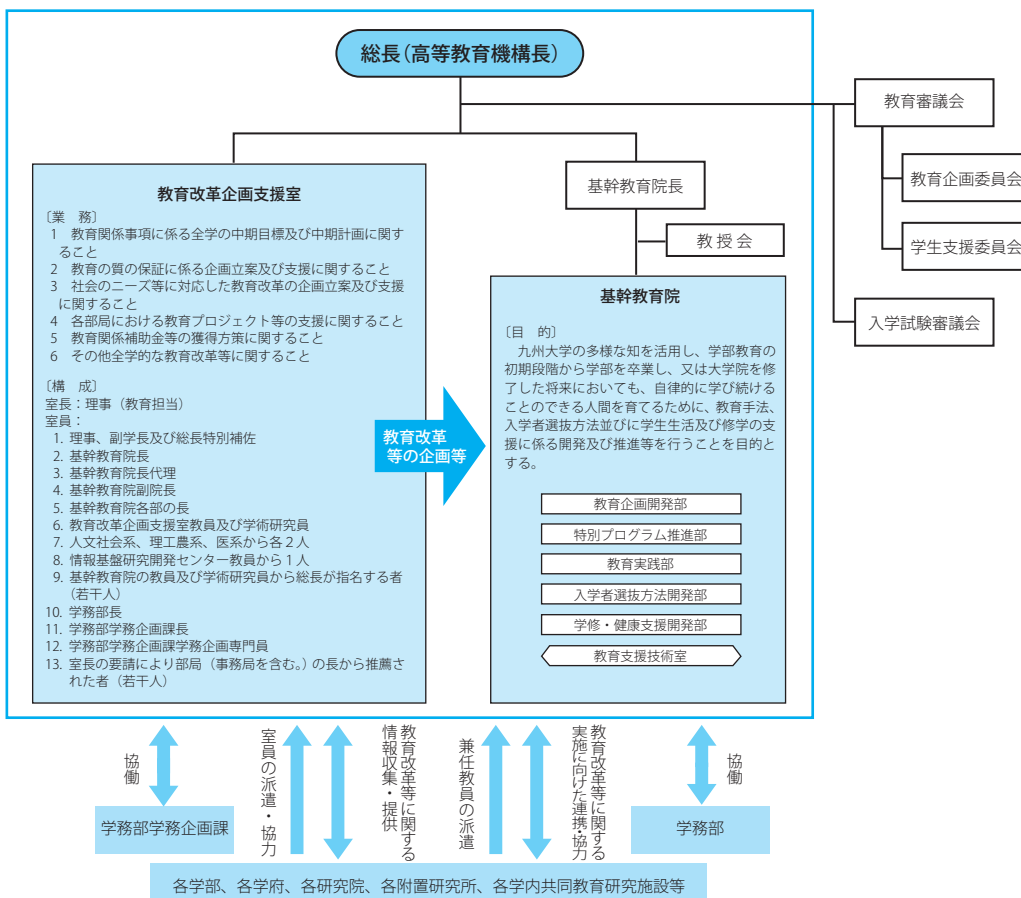 総長(高等教育機構長)
教育審議会
教育企画委員会
学生支援委員会
入学試験審議会
教育改革企画支援室
〔業　務〕
1　教育関係事項に係る全学の中期目標及び中期計画に関す
ること
2　教育の質の保証に係る企画立案及び支援に関すること
3　社会のニーズ等に対応した教育改革の企画立案及び支援
に関すること
4　各部局における教育プロジェクト等の支援に関すること
5　教育関係補助金等の獲得方策に関すること
6　その他全学的な教育改革等に関すること
〔構　成〕
室長：理事（教育担当）
室員：
1. 理事、副学長及び総長特別補佐
2. 基幹教育院長
3. 基幹教育院長代理
4. 基幹教育院副院長
5. 基幹教育院各部の長
6. 教育改革企画支援室教員及び学術研究員
7. 人文社会系、理工農系、医系から各２人
8. 情報基盤研究開発センター教員から１人
9. 基幹教育院の教員及び学術研究員から総長が指名する者
（若干人）
10. 学務部長
11. 学務部学務企画課長
12. 学務部学務企画課学務企画専門員
13. 室長の要請により部局（事務局を含む。）の長から推薦さ
れた者（若干人）
教育改革
等の企画等
基幹教育院長
教 授 会
基幹教育院
〔目　的〕
九州大学の多様な知を活用し、学部教育の
初期段階から学部を卒業し、又は大学院を修
了した将来においても、自律的に学び続ける
ことのできる人間を育てるために、教育手法、
入学者選抜方法並びに学生生活及び修学の支
援に係る開発及び推進等を行うことを目的と
する。
教育企画開発部
特別プログラム推進部
教育実践部
入学者選抜方法開発部
学修・健康支援開発部
教育支援技術室
協働
室員の派遣・協力
教育改革等に関する
情報収集・提供
兼任教員の派遣
教育改革等に関する
実施に向けた連携・協力
協働
学務部学務企画課
学務部
各学部、各学府、各研究院、各附置研究所、各学内共同教育研究施設等